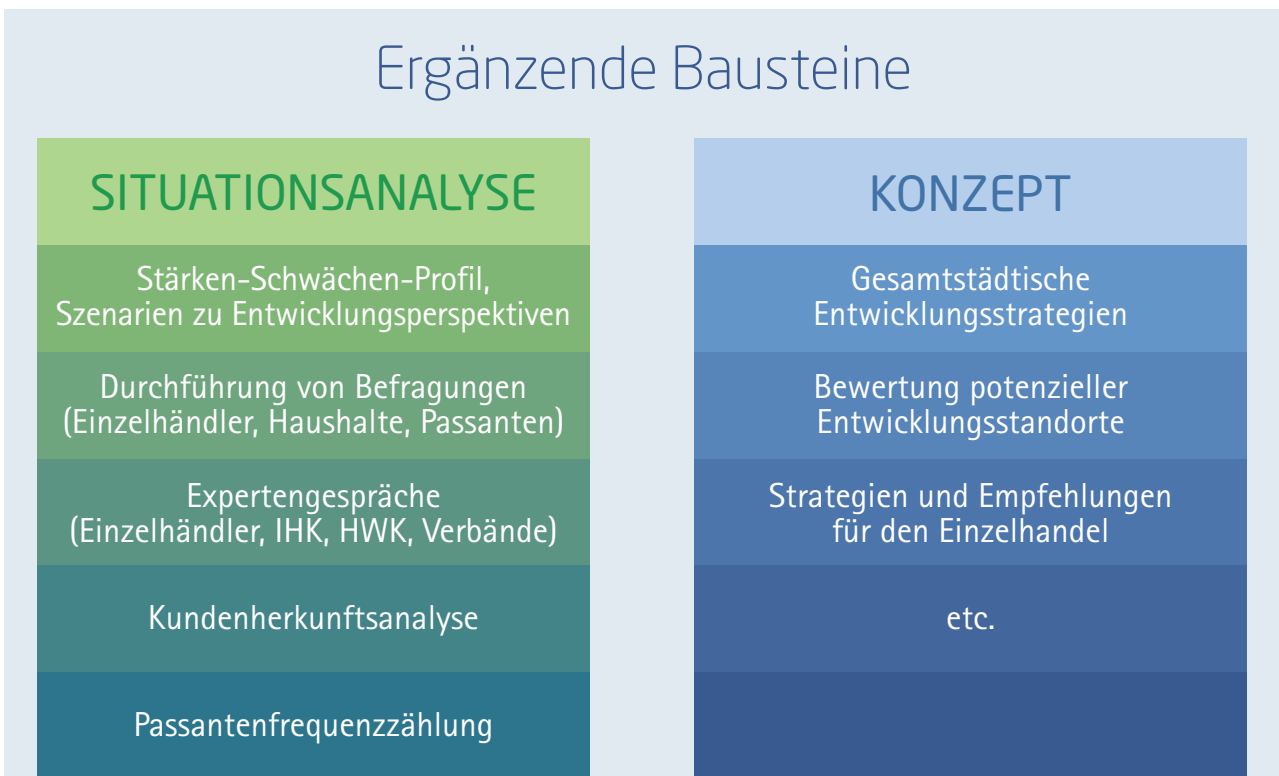 Ergänzende Bausteine
SITUATIONSANALYSE
Stärken-Schwächen-Profil,
Szenarien zu Entwicklungsperspektiven
Durchführung von Befragungen
(Einzelhändler, Haushalte, Passanten)
Expertengespräche
(Einzelhändler, IHK, HWK, Verbände)
Kundenherkunftsanalyse
Passantenfrequenzzählung
KONZEPT
Gesamtstädtische
Entwicklungsstrategien
Bewertung potenzieller
Entwicklungsstandorte
Strategien und Empfehlungen
für den Einzelhandel
etc.